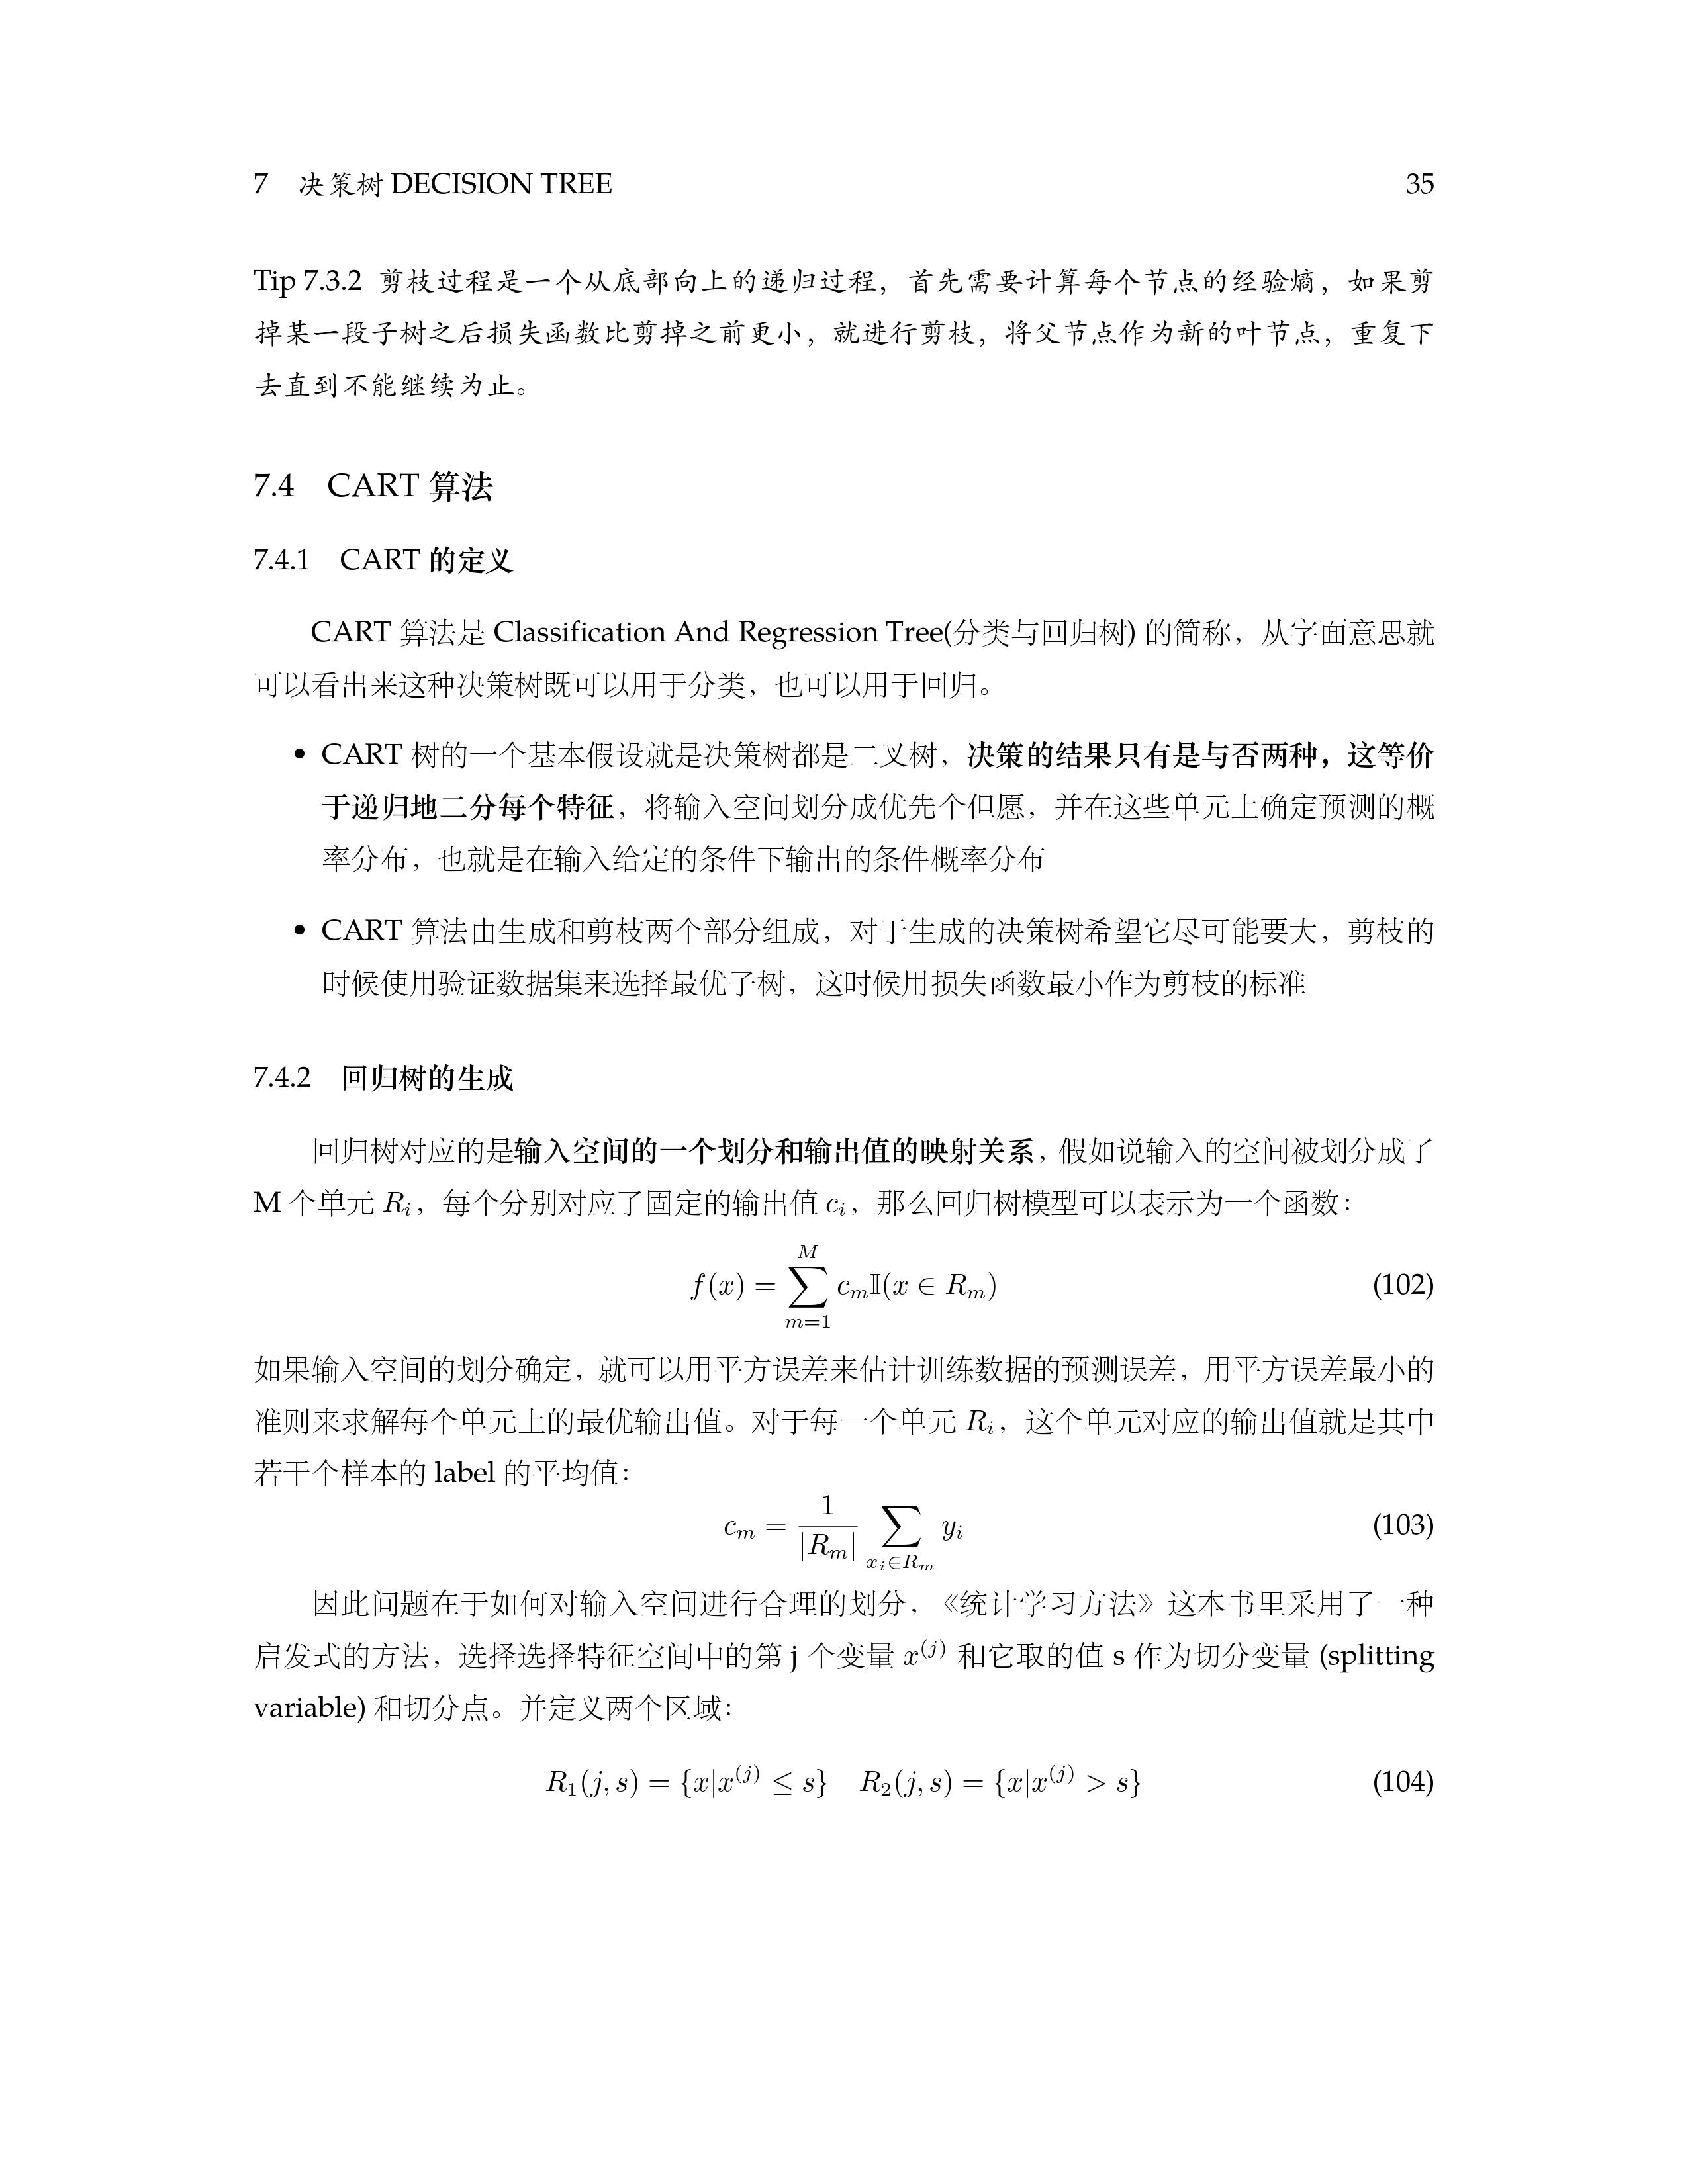 7 决策树 DECISION TREE 35
Tip 7.3.2 剪枝过程是一个从底部向上的递归过程，首先需要计算每个节点的经验熵，如果剪
掉某一段子树之后损失函数比剪掉之前更小，就进行剪枝，将父节点作为新的叶节点，重复下
去直到不能继续为止。
7.4 CART 算法
7.4.1 CART 的定义
CART 算法是 Classification And Regression Tree(分类与回归树) 的简称，从字面意思就
可以看出来这种决策树既可以用于分类，也可以用于回归。
• CART 树的一个基本假设就是决策树都是二叉树，决策的结果只有是与否两种，这等价
于递归地二分每个特征，将输入空间划分成优先个但愿，并在这些单元上确定预测的概
率分布，也就是在输入给定的条件下输出的条件概率分布
• CART 算法由生成和剪枝两个部分组成，对于生成的决策树希望它尽可能要大，剪枝的
时候使用验证数据集来选择最优子树，这时候用损失函数最小作为剪枝的标准
7.4.2 回归树的生成
回归树对应的是输入空间的一个划分和输出值的映射关系，假如说输入的空间被划分成了
M 个单元 $R_i$，每个分别对应了固定的输出值 $c_i$，那么回归树模型可以表示为一个函数：
$f(x) = \sum_{m=1}^{M} c_m \mathbb{I}(x \in R_m)$ (102)
如果输入空间的划分确定，就可以用平方误差来估计训练数据的预测误差，用平方误差最小的
准则来求解每个单元上的最优输出值。对于每一个单元 $R_i$，这个单元对应的输出值就是其中
若干个样本的 label 的平均值：
$c_m = \frac{1}{|R_m|} \sum_{x_i \in R_m} y_i$ (103)
因此问题在于如何对输入空间进行合理的划分，《统计学习方法》这本书里采用了一种
启发式的方法，选择选择特征空间中的第 j 个变量 $x^{(j)}$ 和它取的值 s 作为切分变量 (splitting
variable) 和切分点。并定义两个区域：
$R_1(j, s) = \{x|x^{(j)} \leq s\} \quad R_2(j, s) = \{x|x^{(j)} > s\}$ (104)